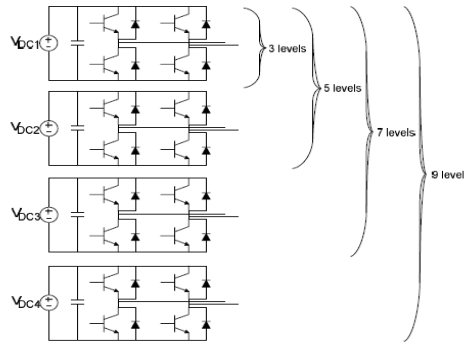 VDC1
3 levels
5 levels
VDC2
7 levels
9 level
VDC3
VDC4